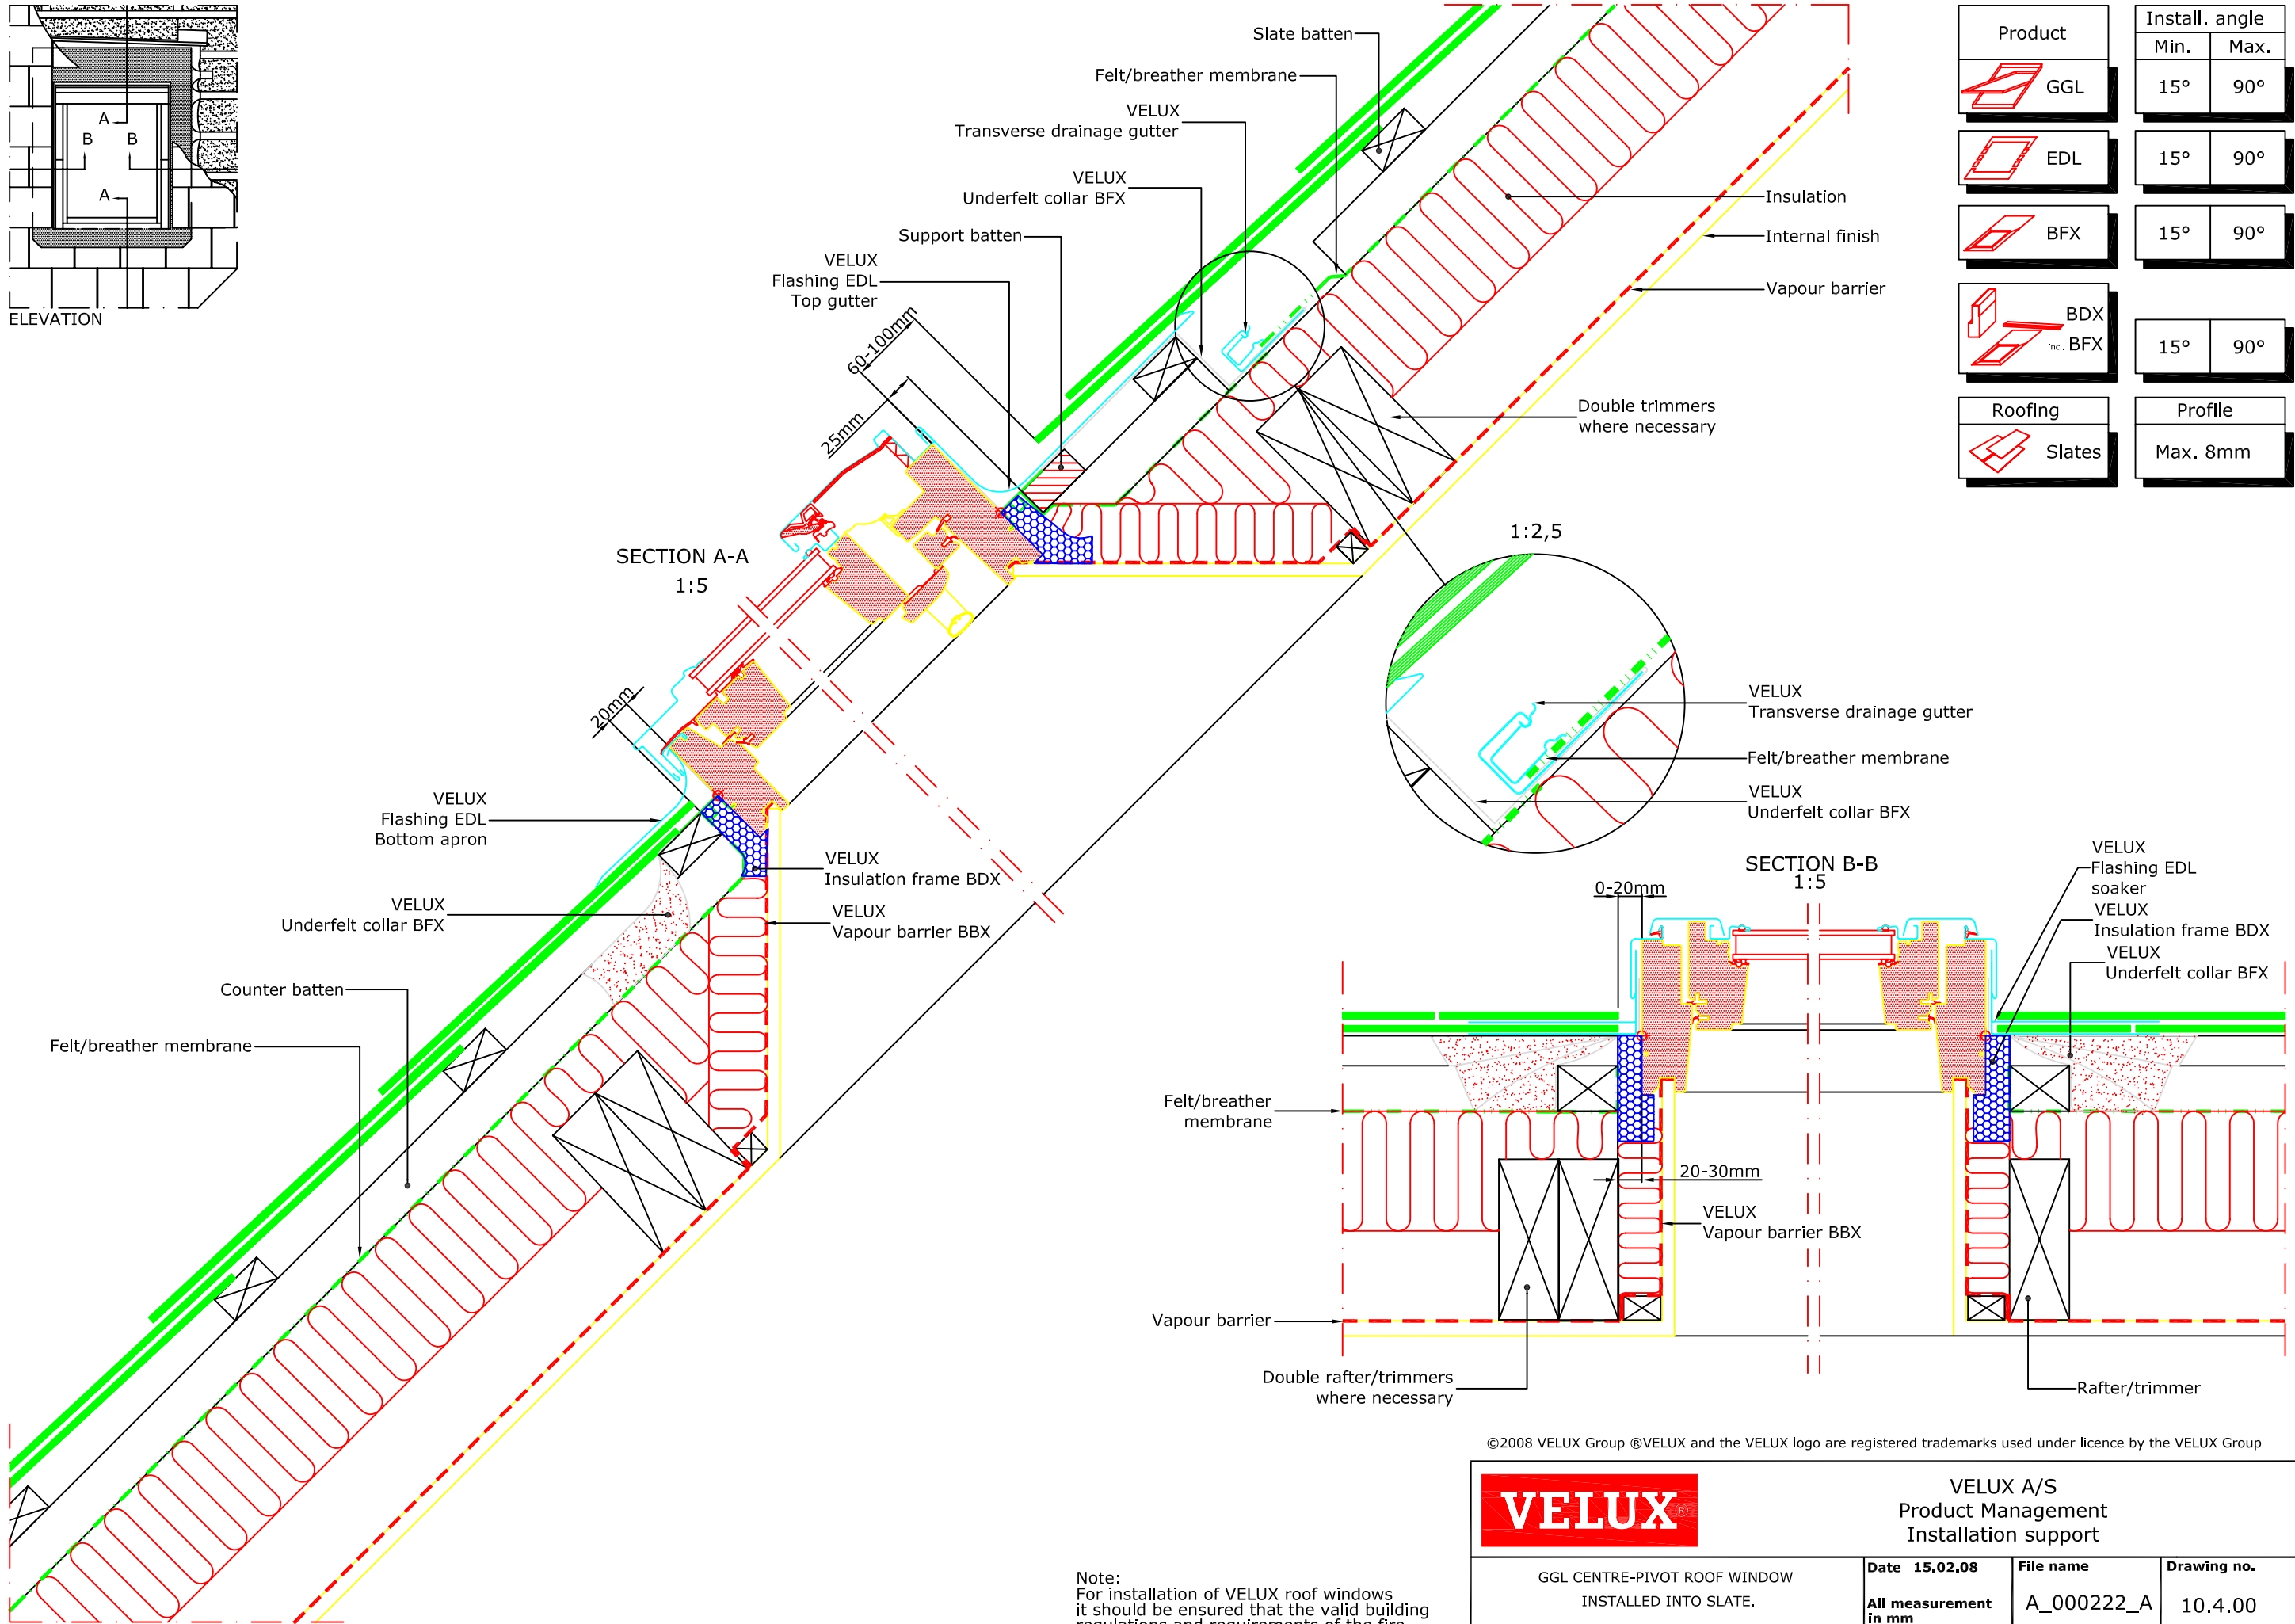 A
B
B
A
ELEVATION
Slate batten
Felt/breather membrane
VELUX
Transverse drainage gutter
VELUX
Underfelt collar BFX
Support batten
VELUX
Flashing EDL
Top gutter
60-100mm
25mm
Insulation
Internal finish
Vapour barrier
Double trimmers
where necessary
SECTION A-A
1:5
20mm
VELUX
Flashing EDL
Bottom apron
VELUX
Insulation frame BDX
VELUX
Underfelt collar BFX
VELUX
Vapour barrier BBX
Counter batten
Felt/breather membrane
1:2,5
VELUX
Transverse drainage gutter
Felt/breather membrane
VELUX
Underfelt collar BFX
Product
Install. angle
Min. Max.
GGL 15° 90°
EDL 15° 90°
BFX 15° 90°
BDX
incl. BFX 15° 90°
Roofing Profile
Slates Max. 8mm
SECTION B-B
1:5
0-20mm
VELUX
Flashing EDL
soaker
VELUX
Insulation frame BDX
VELUX
Underfelt collar BFX
Felt/breather
membrane
20-30mm
VELUX
Vapour barrier BBX
Vapour barrier
Double rafter/trimmers
where necessary
Rafter/trimmer
©2008 VELUX Group ®VELUX and the VELUX logo are registered trademarks used under licence by the VELUX Group
VELUX®
VELUX A/S
Product Management
Installation support
GGL CENTRE-PIVOT ROOF WINDOW
INSTALLED INTO SLATE.
Date 15.02.08
All measurement
in mm
File name
A_000222_A
Drawing no.
10.4.00
Note:
For installation of VELUX roof windows
it should be ensured that the valid building
regulations and requirements of the fire